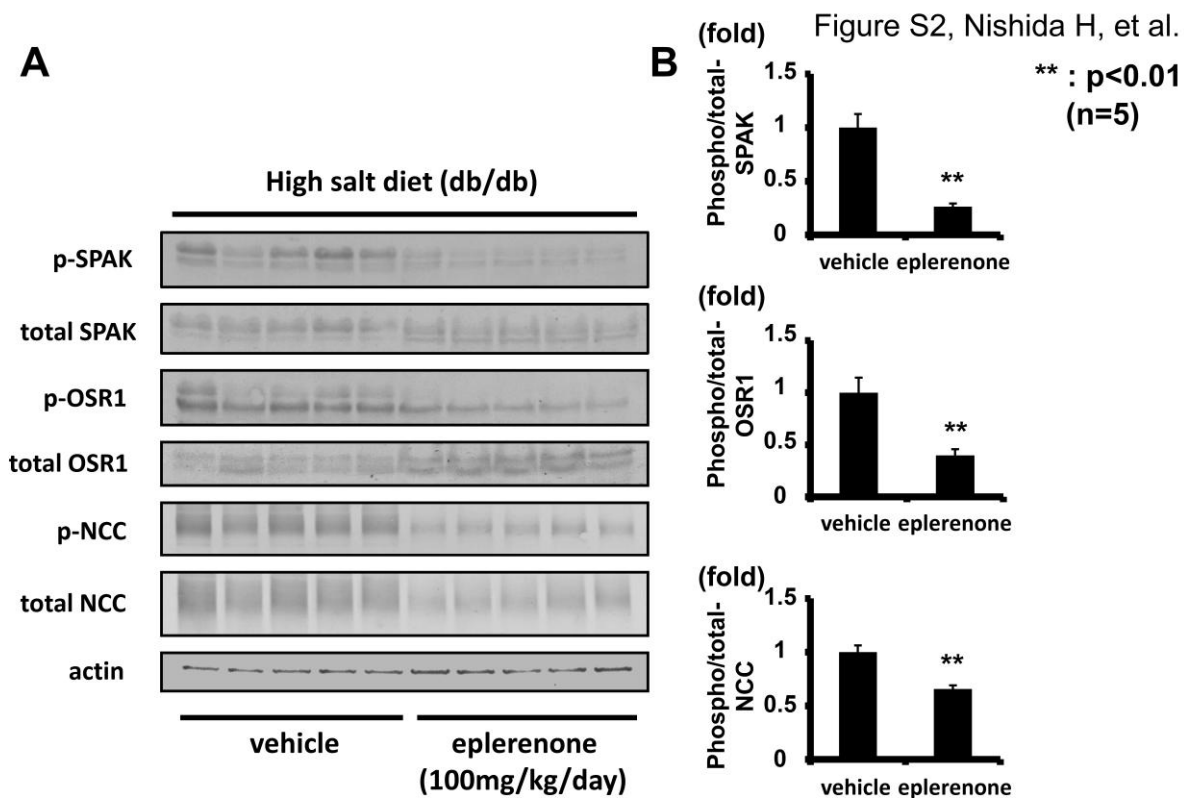 Figure S2, Nishida H, et al.
A
High salt diet (db/db)
p-SPAK
total SPAK
p-OSR1
total OSR1
p-NCC
total NCC
actin
vehicle
eplerenone
(100mg/kg/day)
B
** : p<0.01
(n=5)
(fold)
Phospho/total-
SPAK
1.5
1
0.5
0
**
vehicle eplerenone
(fold)
Phospho/total-
OSR1
1.5
1
0.5
0
**
vehicle eplerenone
(fold)
Phospho/total-
NCC
1.5
1
0.5
0
**
vehicle eplerenone